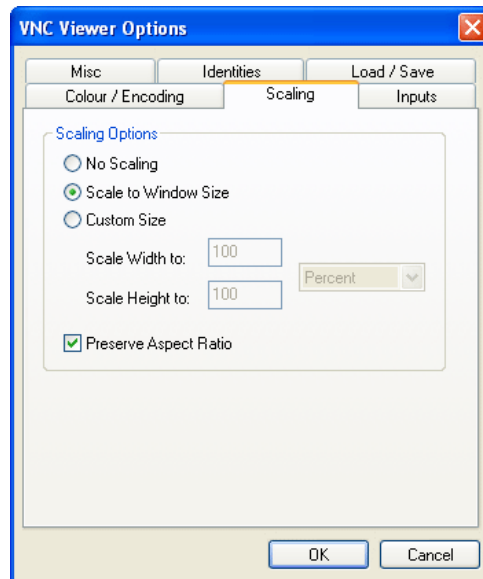 VNC Viewer Options
Misc Identities Load / Save
Colour / Encoding Scaling Inputs
Scaling Options
No Scaling
Scale to Window Size
Custom Size
Scale Width to: 100
Percent
Scale Height to: 100
Preserve Aspect Ratio
OK Cancel